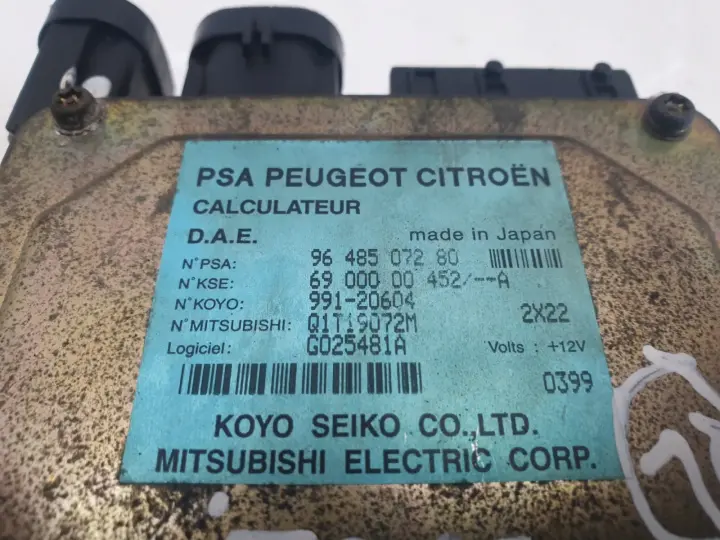 PSA PEUGEOT CITROËN
CALCULATEUR
D.A.E. made in Japan
N°PSA: 96 485 072 80
N°KSE: 69 000 00 452/--A
N°KOYO: 991-20604
N°MITSUBISHI: Q1T19072M 2X22
Logiciel: G025481A Volts : +12V
0399
KOYO SEIKO CO.,LTD.
MITSUBISHI ELECTRIC CORP.